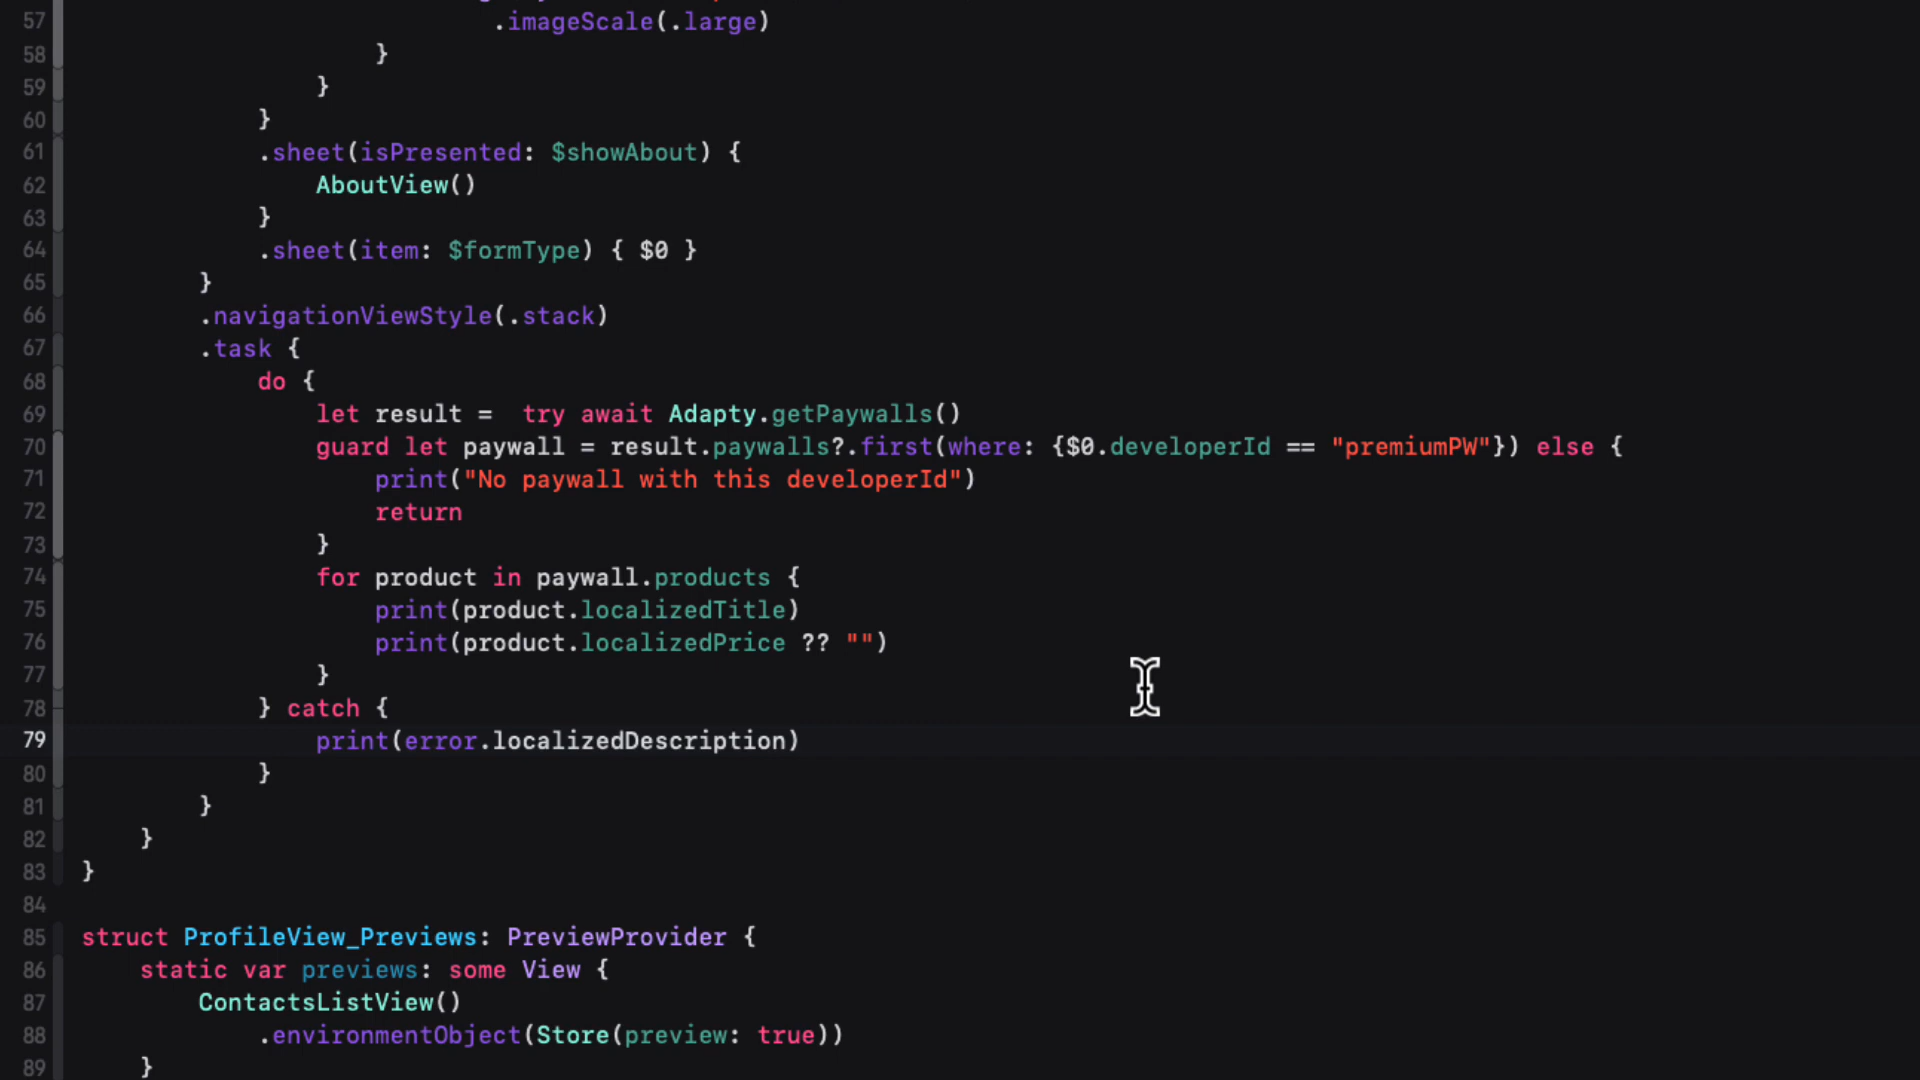 57 .imageScale(.large)
58 }
59 }
60 }
61 .sheet(isPresented: $showAbout) {
62 AboutView()
63 }
64 .sheet(item: $formType) { $0 }
65 }
66 .navigationViewStyle(.stack)
67 .task {
68 do {
69 let result =  try await Adapty.getPaywalls()
70 guard let paywall = result.paywalls?.first(where: {$0.developerId == "premiumPW"}) else {
71 print("No paywall with this developerId")
72 return
73 }
74 for product in paywall.products {
75 print(product.localizedTitle)
76 print(product.localizedPrice ?? "")
77 }
78 } catch {
79 print(error.localizedDescription)
80 }
81 }
82 }
83 }
84
85 struct ProfileView_Previews: PreviewProvider {
86 static var previews: some View {
87 ContactsListView()
88 .environmentObject(Store(preview: true))
89 }